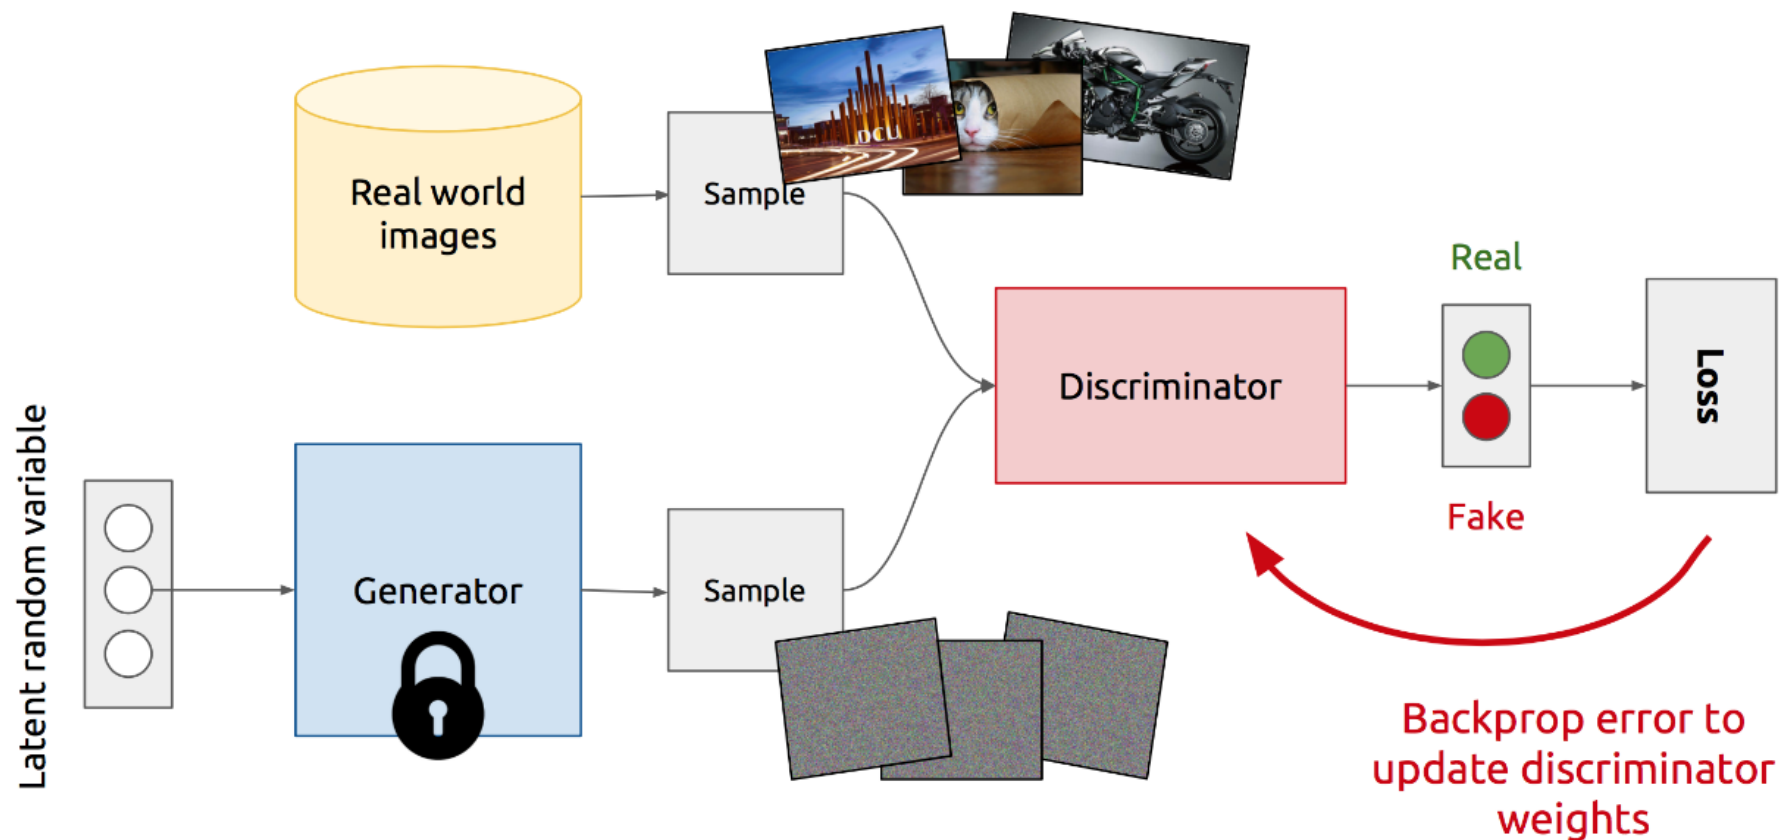 Real world
images
Sample
DCU
Real
Discriminator
Loss
Fake
Latent random variable
Generator
Sample
Backprop error to
update discriminator
weights